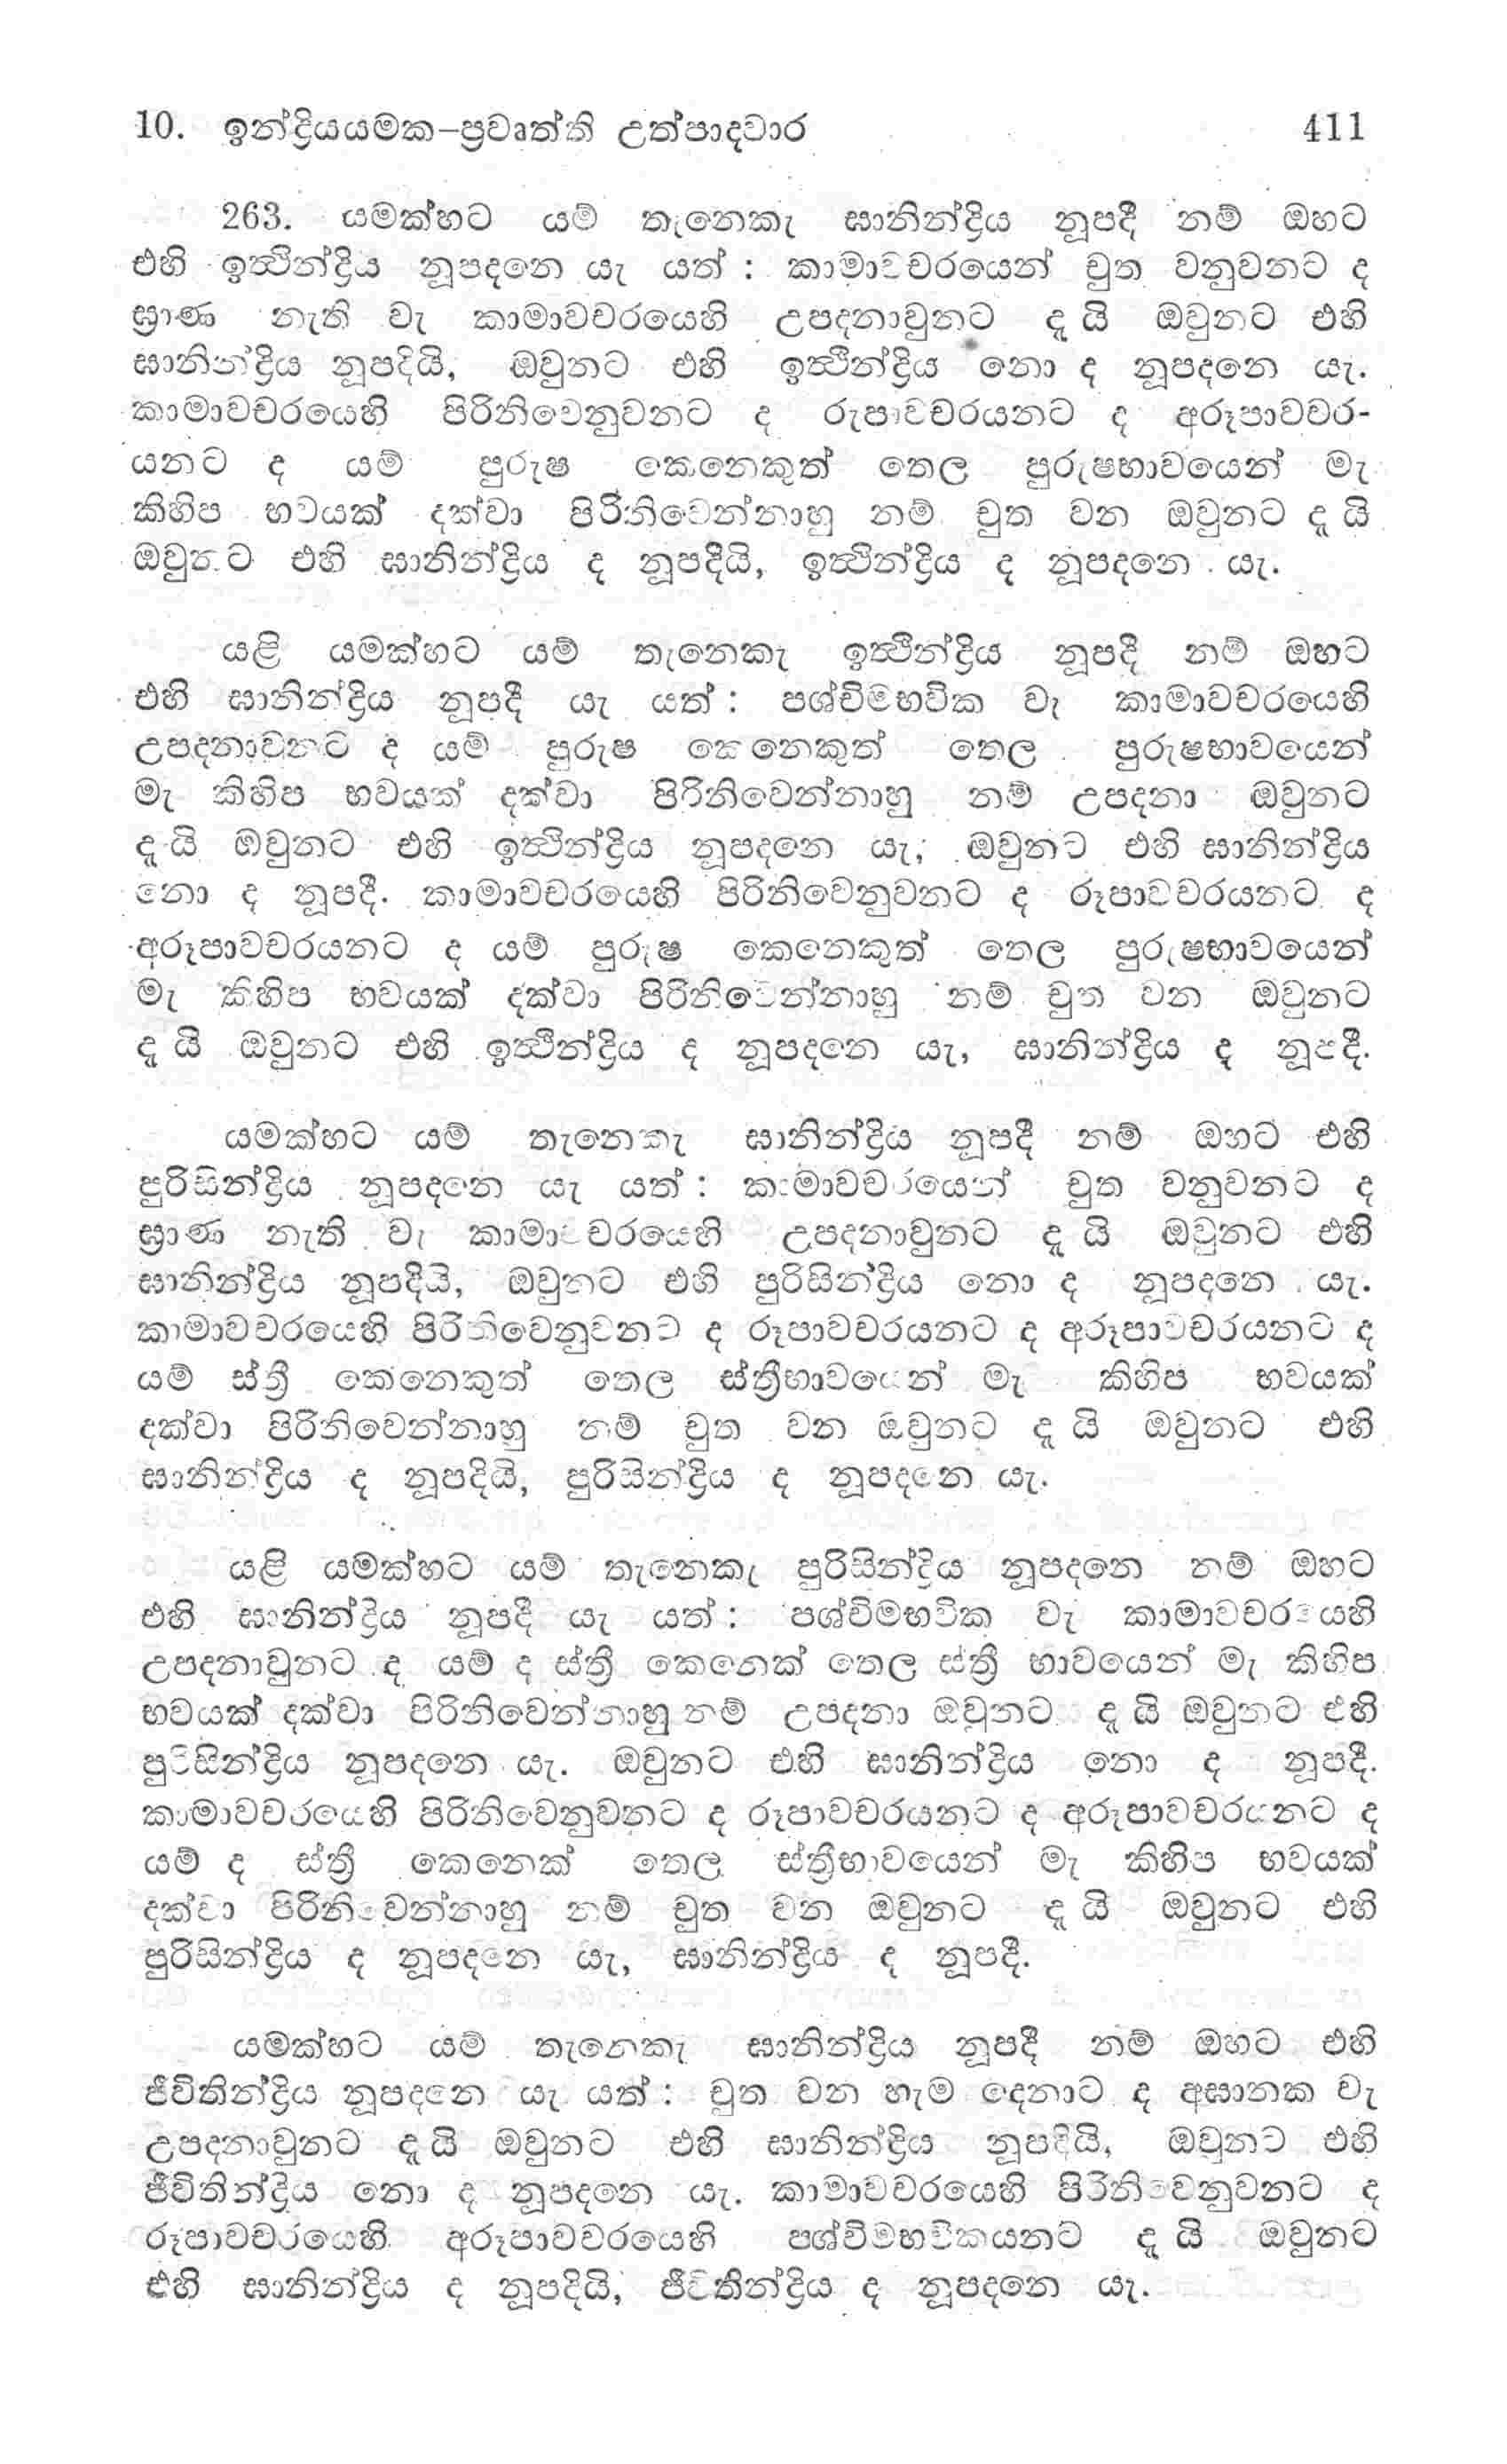 10. ඉන්ද්‍රියයමක–ප්‍රවෘත්ති උත්පාදවාර 411
263. යමක්හට යම් තැනෙකැ ඝානින්ද්‍රිය නූපදී නම් ඔහට
එහි ඉත්‍ථින්ද්‍රිය නූපදනෙ යැ යත් : කාමාවචරයෙන් චුත වනුවනට ද
ඝ්‍රාණ නැති වැ කාමාවචරයෙහි උපදනාවුනට දැ යි ඔවුනට එහි
ඝානින්ද්‍රිය නූපදියි, ඔවුනට එහි ඉත්‍ථින්ද්‍රිය නො ද නූපදනෙ යැ.
කාමාවචරයෙහි පිරිනිවෙනුවනට ද රූපාවචරයනට ද අරූපාවචර-
යනට ද යම් පුරුෂ කෙනෙකුත් තෙල පුරුෂභාවයෙන් මැ
කිහිප භවයක් දක්වා පිරිනිවෙන්නාහු නම් චුත වන ඔවුනට දැ යි
ඔවුනට එහි ඝානින්ද්‍රිය ද නූපදියි, ඉත්‍ථින්ද්‍රිය ද නූපදනෙ යැ.
යළි යමක්හට යම් තැනෙකැ ඉත්‍ථින්ද්‍රිය නූපදී නම් ඔහට
එහි ඝානින්ද්‍රිය නූපදී යැ යත් : පශ්චිමභවික වැ කාමාවචරයෙහි
උපදනාවුනට ද යම් පුරුෂ කෙනෙකුත් තෙල පුරුෂභාවයෙන්
මැ කිහිප භවයක් දක්වා පිරිනිවෙන්නාහු නම් උපදනා ඔවුනට
දැ යි ඔවුනට එහි ඉත්‍ථින්ද්‍රිය නූපදනෙ යැ, ඔවුනට එහි ඝානින්ද්‍රිය
නො ද නූපදී. කාමාවචරයෙහි පිරිනිවෙනුවනට ද රූපාවචරයනට ද
අරූපාවචරයනට ද යම් පුරුෂ කෙනෙකුත් තෙල පුරුෂභාවයෙන්
මැ කිහිප භවයක් දක්වා පිරිනිවෙන්නාහු නම් චුත වන ඔවුනට
දැ යි ඔවුනට එහි ඉත්‍ථින්ද්‍රිය ද නූපදනෙ යැ, ඝානින්ද්‍රිය ද නූපදී.
යමක්හට යම් තැනෙකැ ඝානින්ද්‍රිය නූපදී නම් ඔහට එහි
පුරිසින්ද්‍රිය නූපදනෙ යැ යත් : කාමාවචරයෙන් චුත වනුවනට ද
ඝ්‍රාණ නැති වැ කාමාවචරයෙහි උපදනාවුනට දැ යි ඔවුනට එහි
ඝානින්ද්‍රිය නූපදියි, ඔවුනට එහි පුරිසින්ද්‍රිය නො ද නූපදනෙ යැ.
කාමාවචරයෙහි පිරිනිවෙනුවනට ද රූපාවචරයනට ද අරූපාවචරයනට ද
යම් ස්ත්‍රී කෙනෙකුත් තෙල ස්ත්‍රීභාවයෙන් මැ කිහිප භවයක්
දක්වා පිරිනිවෙන්නාහු නම් චුත වන ඔවුනට දැ යි ඔවුනට එහි
ඝානින්ද්‍රිය ද නූපදියි, පුරිසින්ද්‍රිය ද නූපදනෙ යැ.
යළි යමක්හට යම් තැනෙකැ පුරිසින්ද්‍රිය නූපදනෙ නම් ඔහට
එහි ඝානින්ද්‍රිය නූපදී යැ යත් : පශ්චිමභවික වැ කාමාවචරයෙහි
උපදනාවුනට ද යම් ද ස්ත්‍රී කෙනෙක් තෙල ස්ත්‍රී භාවයෙන් මැ කිහිප
භවයක් දක්වා පිරිනිවෙන්නාහු නම් උපදනා ඔවුනට දැ යි ඔවුනට එහි
පුරිසින්ද්‍රිය නූපදනෙ යැ. ඔවුනට එහි ඝානින්ද්‍රිය නො ද නූපදී.
කාමාවචරයෙහි පිරිනිවෙනුවනට ද රූපාවචරයනට ද අරූපාවචරයනට ද
යම් ද ස්ත්‍රී කෙනෙක් තෙල ස්ත්‍රීභාවයෙන් මැ කිහිප භවයක්
දක්වා පිරිනිවෙන්නාහු නම් චුත වන ඔවුනට දැ යි ඔවුනට එහි
පුරිසින්ද්‍රිය ද නූපදනෙ යැ, ඝානින්ද්‍රිය ද නූපදී.
යමක්හට යම් තැනෙකැ ඝානින්ද්‍රිය නූපදී නම් ඔහට එහි
ජීවිතින්ද්‍රිය නූපදනෙ යැ යත් : චුත වන හැම දෙනාට ද අඝානක වැ
උපදනාවුනට දැ යි ඔවුනට එහි ඝානින්ද්‍රිය නූපදියි, ඔවුනට එහි
ජීවිතින්ද්‍රිය නො ද නූපදනෙ යැ. කාමාවචරයෙහි පිරිනිවෙනුවනට ද
රූපාවචරයෙහි අරූපාවචරයෙහි පශ්චිමභවිකයනට දැ යි ඔවුනට
එහි ඝානින්ද්‍රිය ද නූපදියි, ජීවිතින්ද්‍රිය ද නූපදනෙ යැ.